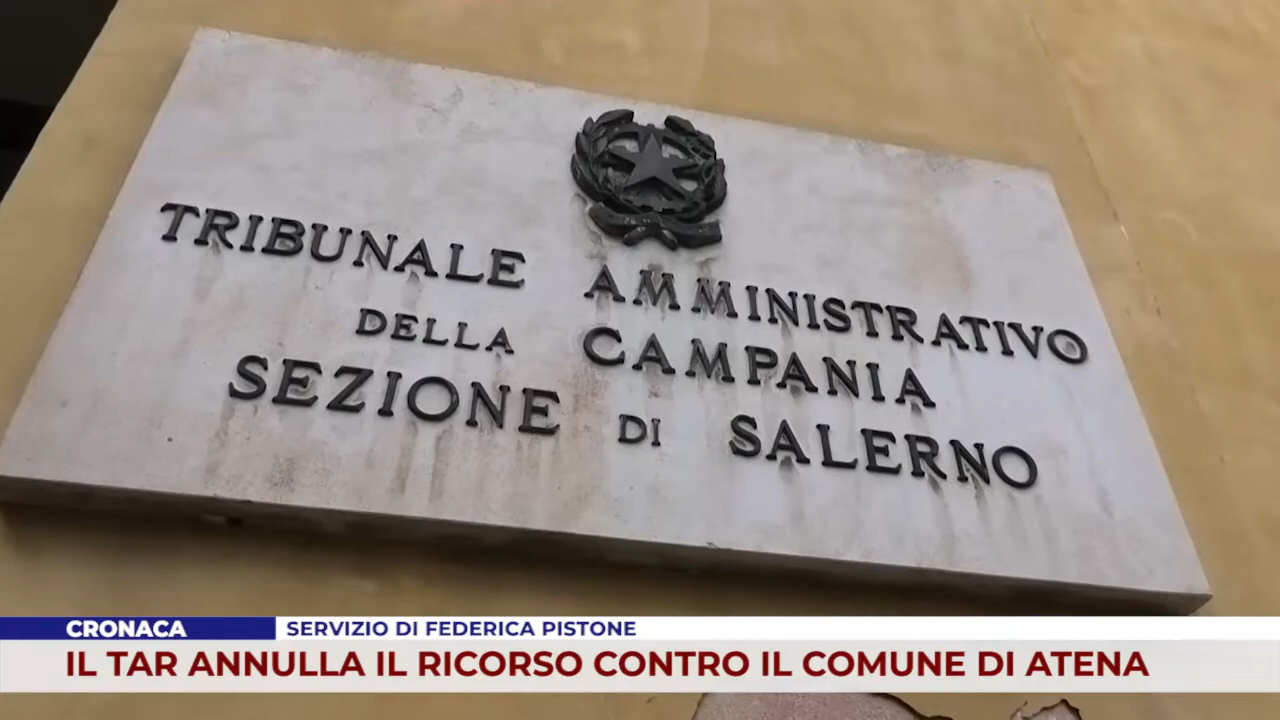 TRIBUNALE AMMINISTRATIVO
DELLA CAMPANIA
SEZIONE DI SALERNO
CRONACA
SERVIZIO DI FEDERICA PISTONE
IL TAR ANNULLA IL RICORSO CONTRO IL COMUNE DI ATENA